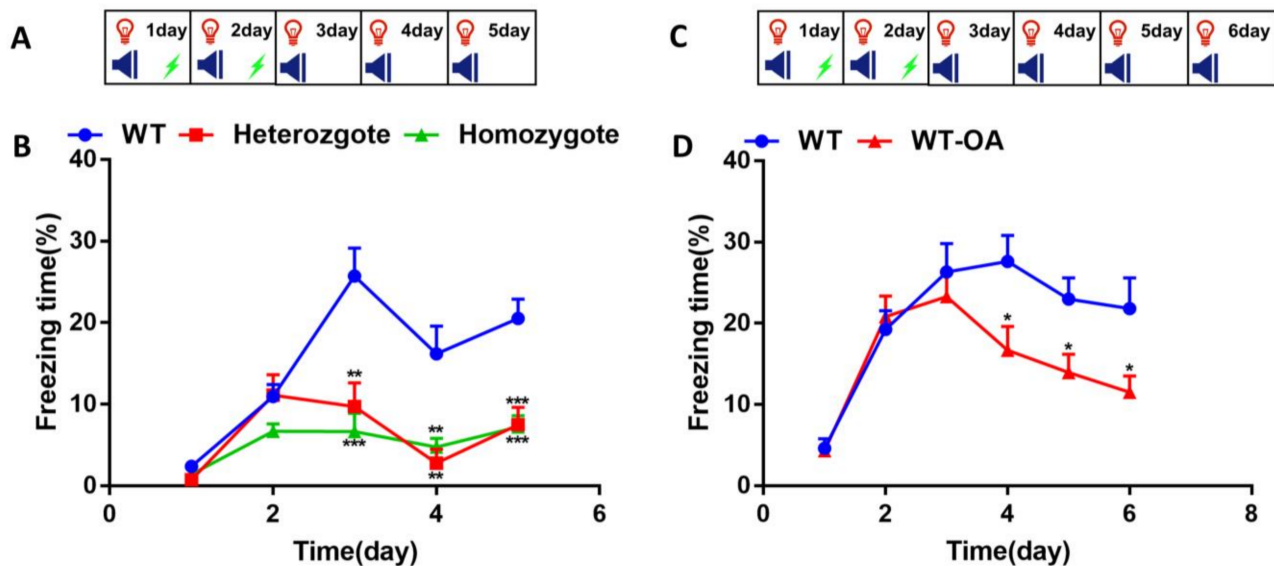 A
1day 2day 3day 4day 5day
C
1day 2day 3day 4day 5day 6day
B
WT Heterozgote Homozygote
40
30
20
10
0
Freezing time(%)
** *** ** ** *** ***
0 2 4 6
Time(day)
D
WT WT-OA
40
30
20
10
0
Freezing time(%)
* * *
0 2 4 6 8
Time(day)